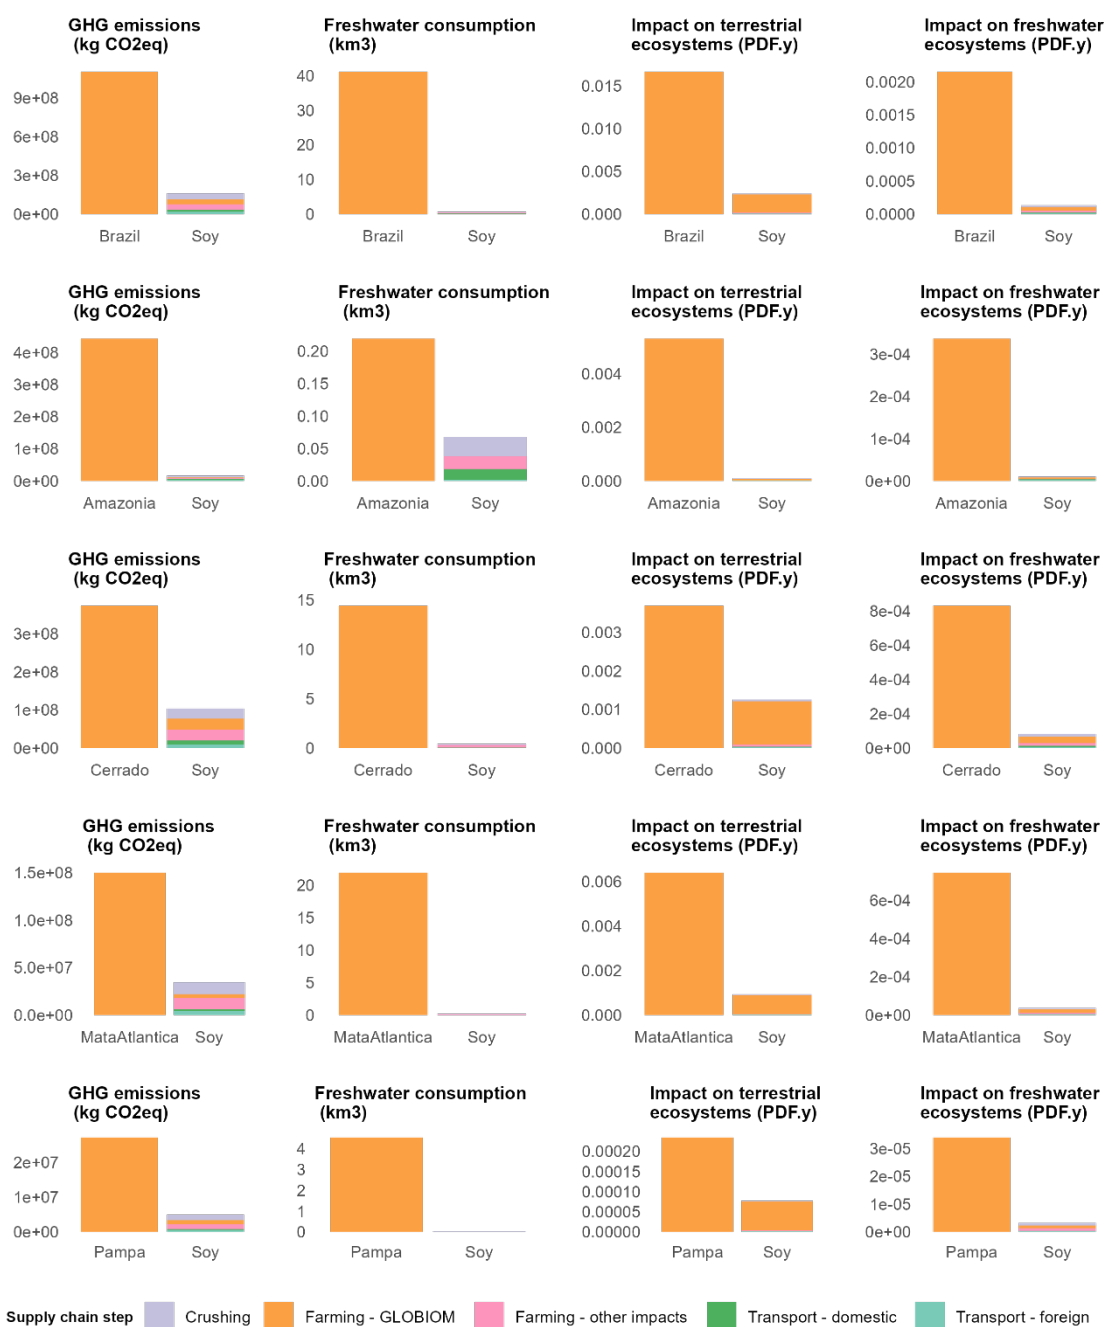 GHG emissions
(kg CO2eq)
Freshwater consumption
(km3)
Impact on terrestrial
ecosystems (PDF.y)
Impact on freshwater
ecosystems (PDF.y)
9e+08
6e+08
3e+08
0e+00
Brazil Soy
40
30
20
10
0
Brazil Soy
0.015
0.010
0.005
0.000
Brazil Soy
0.0020
0.0015
0.0010
0.0005
0.0000
Brazil Soy
GHG emissions
(kg CO2eq)
Freshwater consumption
(km3)
Impact on terrestrial
ecosystems (PDF.y)
Impact on freshwater
ecosystems (PDF.y)
4e+08
3e+08
2e+08
1e+08
0e+00
Amazonia Soy
0.20
0.15
0.10
0.05
0.00
Amazonia Soy
0.004
0.002
0.000
Amazonia Soy
3e-04
2e-04
1e-04
0e+00
Amazonia Soy
GHG emissions
(kg CO2eq)
Freshwater consumption
(km3)
Impact on terrestrial
ecosystems (PDF.y)
Impact on freshwater
ecosystems (PDF.y)
3e+08
2e+08
1e+08
0e+00
Cerrado Soy
15
10
5
0
Cerrado Soy
0.003
0.002
0.001
0.000
Cerrado Soy
8e-04
6e-04
4e-04
2e-04
0e+00
Cerrado Soy
GHG emissions
(kg CO2eq)
Freshwater consumption
(km3)
Impact on terrestrial
ecosystems (PDF.y)
Impact on freshwater
ecosystems (PDF.y)
1.5e+08
1.0e+08
5.0e+07
0.0e+00
MataAtlantica Soy
20
15
10
5
0
MataAtlantica Soy
0.006
0.004
0.002
0.000
MataAtlantica Soy
6e-04
4e-04
2e-04
0e+00
MataAtlantica Soy
GHG emissions
(kg CO2eq)
Freshwater consumption
(km3)
Impact on terrestrial
ecosystems (PDF.y)
Impact on freshwater
ecosystems (PDF.y)
2e+07
1e+07
0e+00
Pampa Soy
4
3
2
1
0
Pampa Soy
0.00020
0.00015
0.00010
0.00005
0.00000
Pampa Soy
3e-05
2e-05
1e-05
0e+00
Pampa Soy
Supply chain step Crushing Farming - GLOBIOM Farming - other impacts Transport - domestic Transport - foreign